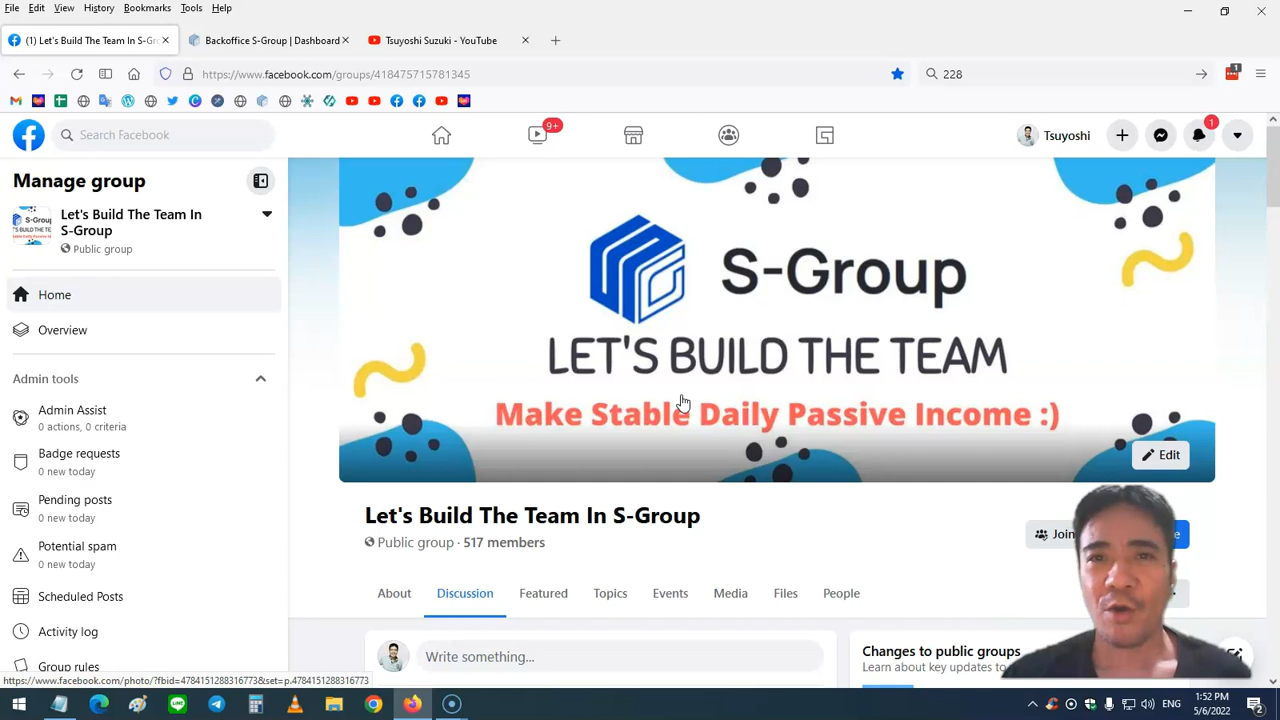 File Edit View History Bookmarks Tools Help
(1) Let's Build The Team In S-Gr
Backoffice S-Group | Dashboard
Tsuyoshi Suzuki - YouTube
https://www.facebook.com/groups/418475715781345
228
1
Search Facebook
9+
Tsuyoshi
1
Manage group
Let's Build The Team In
S-Group
Public group
Home
Overview
Admin tools
Admin Assist
0 actions, 0 criteria
Badge requests
0 new today
Pending posts
0 new today
Potential spam
0 new today
Scheduled Posts
Activity log
Group rules
S-Group
LET'S BUILD THE TEAM
Make Stable Daily Passive Income :)
Edit
Let's Build The Team In S-Group
Public group · 517 members
Join
About Discussion Featured Topics Events Media Files People
Write something...
Changes to public groups
Learn about key updates to
https://www.facebook.com/photo/?fbid=4784151288316773&set=p.4784151288316773
ENG
1:52 PM
5/6/2022
2